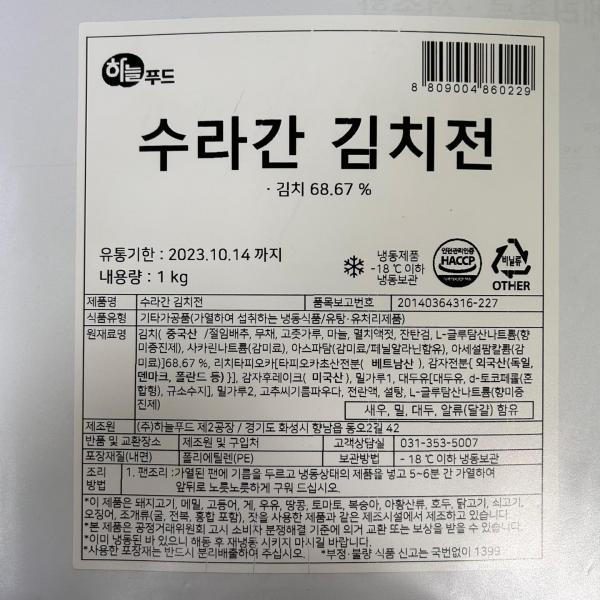 하늘푸드
8 809004 860229
수라간 김치전
· 김치 68.67 %
유통기한 : 2023.10.14 까지
내용량 : 1 kg
냉동제품
-18 ℃ 이하
냉동보관
안전관리인증
HACCP
비닐류
OTHER
제품명 수라간 김치전 품목보고번호 20140364316-227
식품유형 기타가공품(가열하여 섭취하는 냉동식품/유탕·유처리제품)
원재료명 김치( 중국산 /절임배추, 무채, 고춧가루, 마늘, 멸치액젓, 잔탄검, L-글루탐산나트륨(향
미증진제), 사카린나트륨(감미료), 아스파탐(감미료/페닐알라닌함유), 아세설팜칼륨(감
미료)]68.67 %, 리치타피오카[타피오카초산전분( 베트남산 ), 감자전분{ 외국산(독일,
덴마크, 폴란드 등) }], 감자후레이크( 미국산 ), 밀가루1, 대두유[대두유, d-토코페롤(혼
합형), 규소수지], 밀가루2, 고추씨기름파우다, 전란액, 설탕, L-글루탐산나트륨(향미증
진제)
새우, 밀, 대두, 알류(달걀) 함유
제조원 (주)하늘푸드 제2공장 / 경기도 화성시 향남읍 동오2길 42
반품 및 교환장소 제조원 및 구입처 고객상담실 031-353-5007
포장재질(내면) 폴리에틸렌(PE) 보관방법 - 18 ℃ 이하 냉동보관
조리 1. 팬조리 :가열된 팬에 기름을 두르고 냉동상태의 제품을 넣고 5~6분 간 가열하여
방법 앞뒤로 노릇노릇하게 구워 드십시오.
*이 제품은 돼지고기, 메밀, 고등어, 게, 우유, 땅콩, 토마토, 복숭아, 아황산류, 호두, 닭고기, 쇠고기,
오징어, 조개류(굴, 전복, 홍합 포함), 잣을 사용한 제품과 같은 제조시설에서 제조하고 있습니다.
*본 제품은 공정거래위원회 고시 소비자 분쟁해결 기준에 의거 교환 또는 보상을 받을 수 있습니다.
*이미 냉동된 바 있으니 해동 후 재냉동 시키지 마시길 바랍니다.
*사용한 포장재는 반드시 분리배출하여 주십시오. *부정·불량 식품 신고는 국번없이 1399